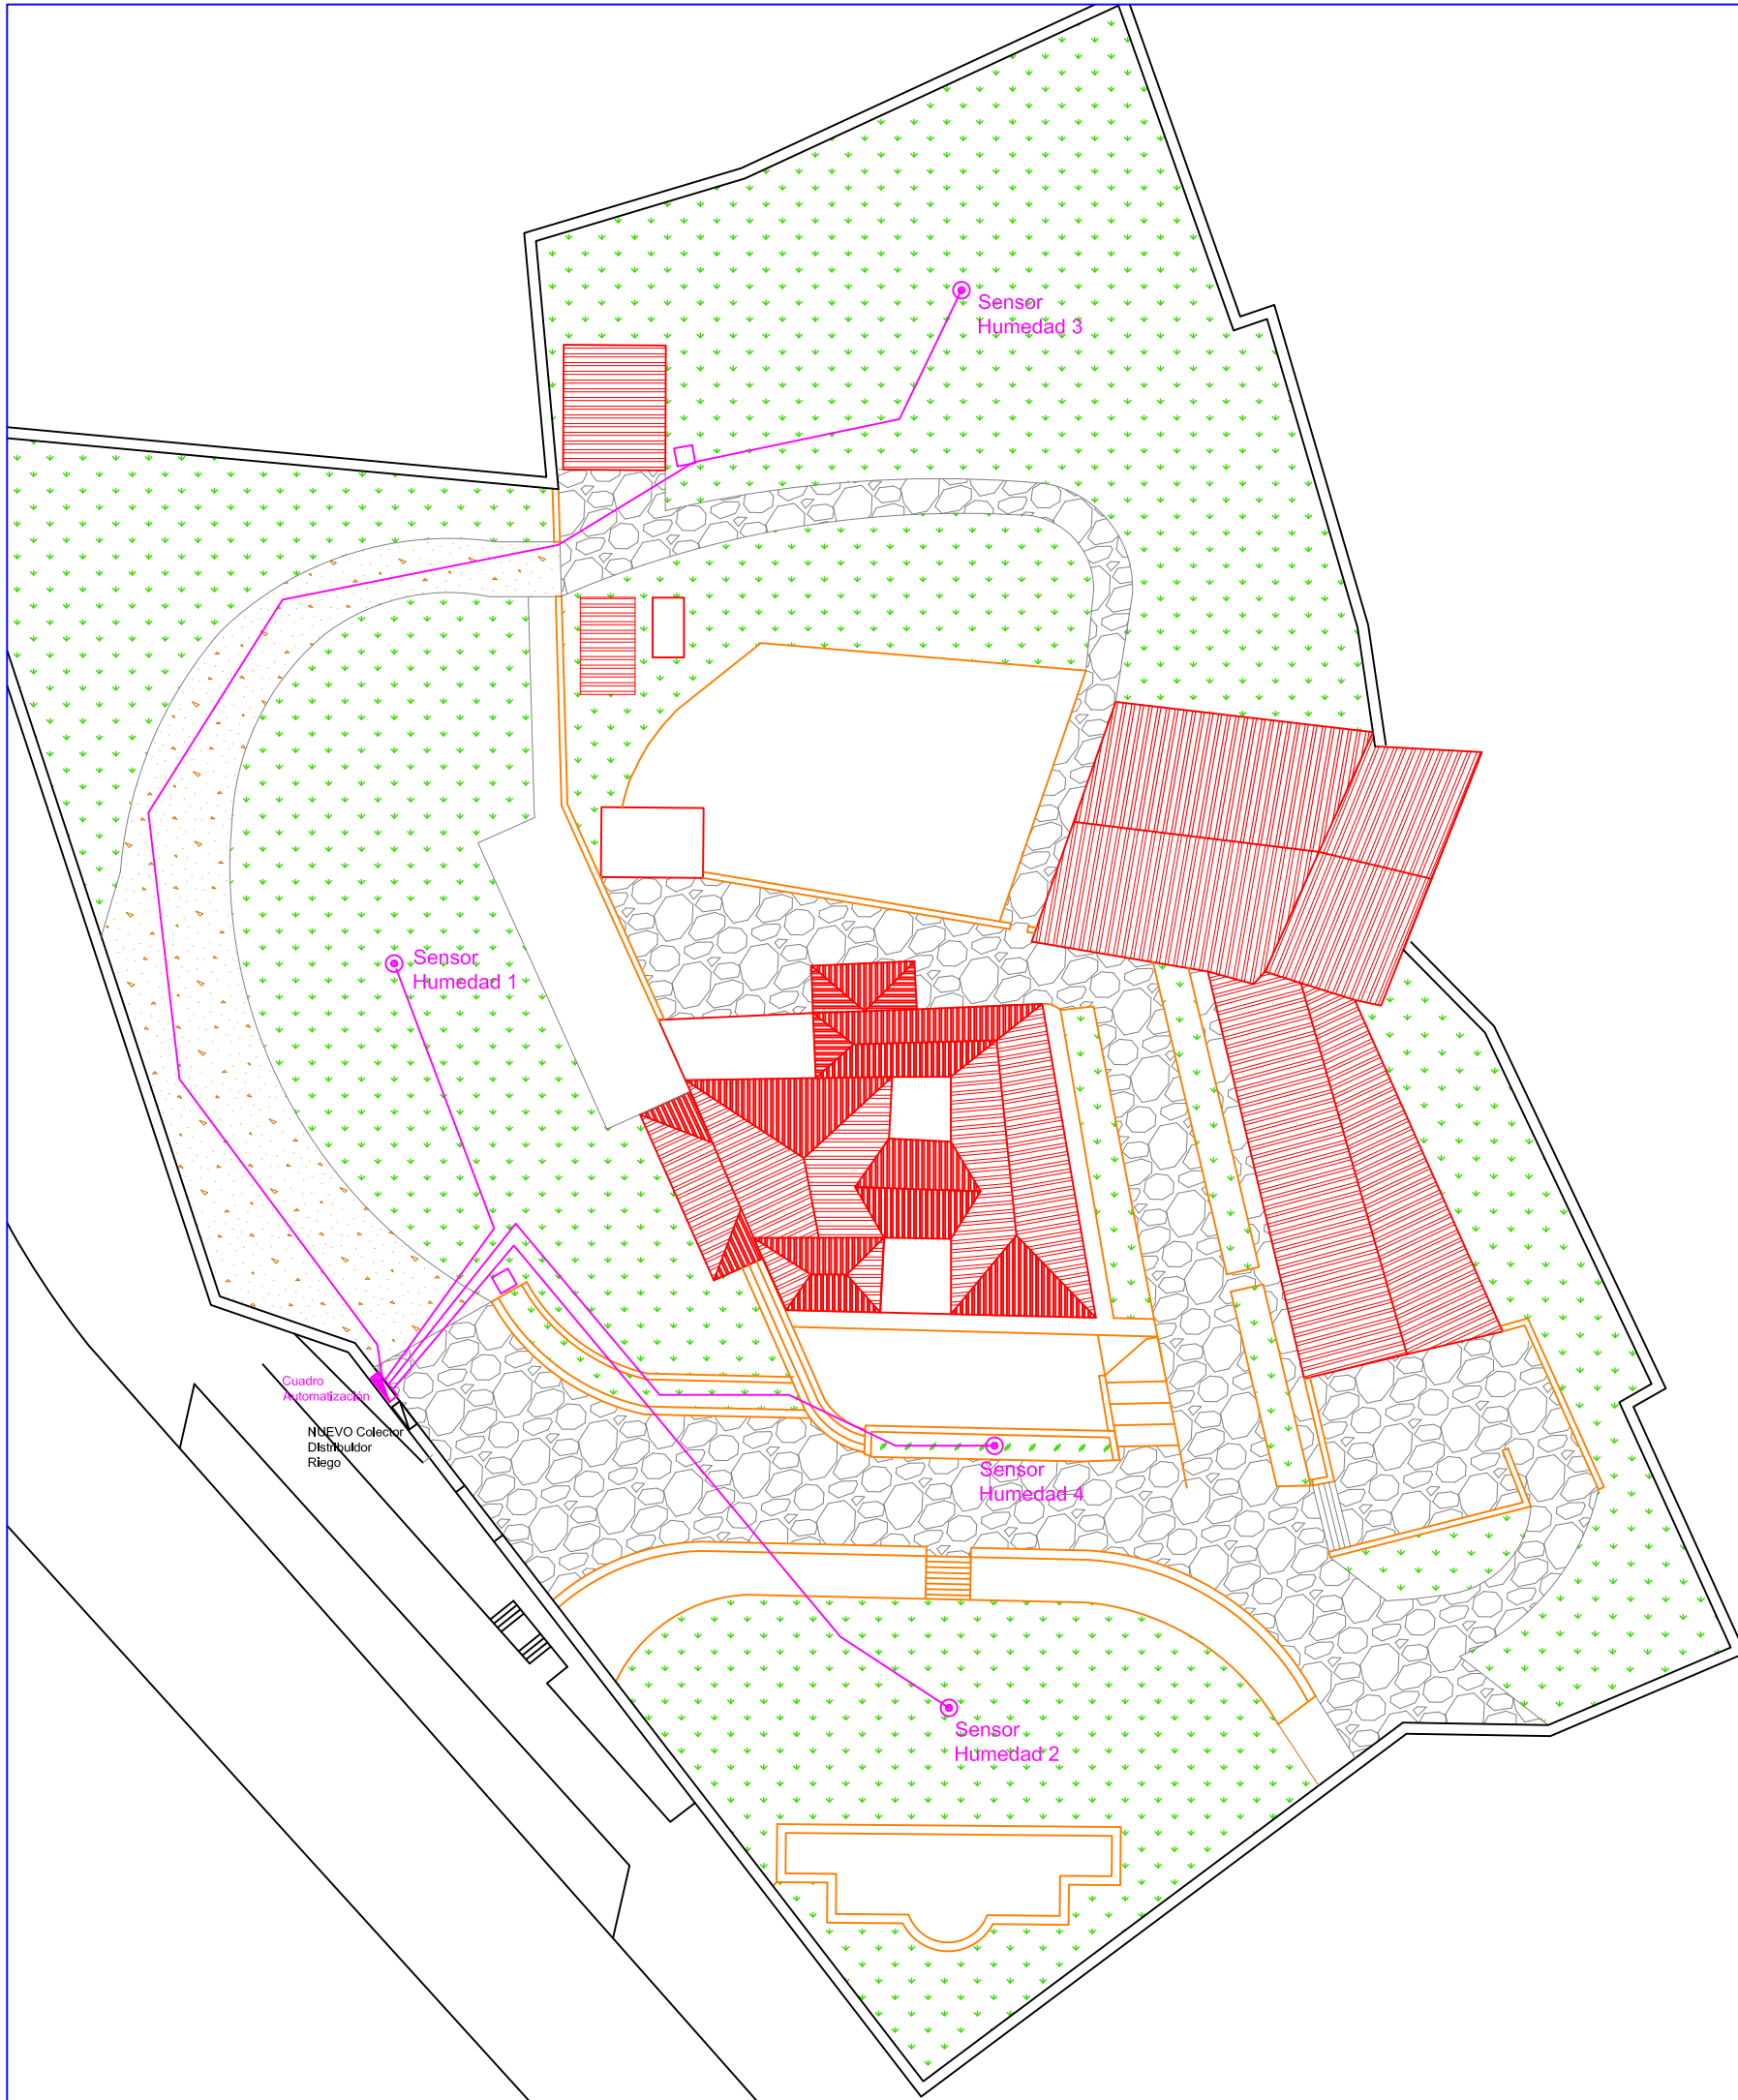 Sensor
Humedad 3
Sensor
Humedad 1
Cuadro
Automatización
NUEVO Colector
Distribuidor
Riego
Sensor
Humedad 4
Sensor
Humedad 2